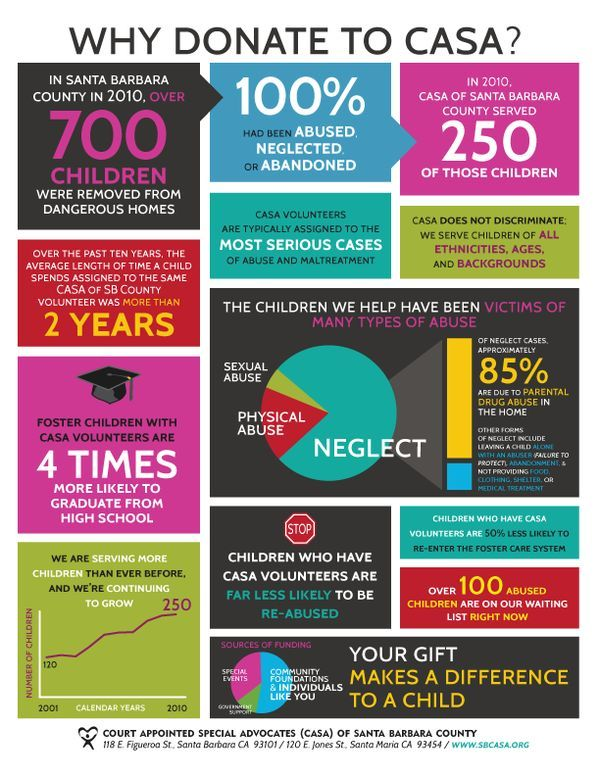 WHY DONATE TO CASA?
IN SANTA BARBARA
COUNTY IN 2010, OVER
700
CHILDREN
WERE REMOVED FROM
DANGEROUS HOMES
100%
HAD BEEN ABUSED,
NEGLECTED,
OR ABANDONED
IN 2010,
CASA OF SANTA BARBARA
COUNTY SERVED
250
OF THOSE CHILDREN
CASA VOLUNTEERS
ARE TYPICALLY ASSIGNED TO THE
MOST SERIOUS CASES
OF ABUSE AND MALTREATMENT
CASA DOES NOT DISCRIMINATE;
WE SERVE CHILDREN OF ALL
ETHNICITIES, AGES,
AND BACKGROUNDS
OVER THE PAST TEN YEARS, THE
AVERAGE LENGTH OF TIME A CHILD
SPENDS ASSIGNED TO THE SAME
CASA OF SB COUNTY
VOLUNTEER WAS MORE THAN
2 YEARS
THE CHILDREN WE HELP HAVE BEEN VICTIMS OF
MANY TYPES OF ABUSE
SEXUAL
ABUSE
PHYSICAL
ABUSE
NEGLECT
OF NEGLECT CASES,
APPROXIMATELY
85%
ARE DUE TO PARENTAL
DRUG ABUSE IN
THE HOME
OTHER FORMS
OF NEGLECT INCLUDE
LEAVING A CHILD ALONE
WITH AN ABUSER (FAILURE TO
PROTECT), ABANDONMENT, &
NOT PROVIDING FOOD,
CLOTHING, SHELTER, OR
MEDICAL TREATMENT
FOSTER CHILDREN WITH
CASA VOLUNTEERS ARE
4 TIMES
MORE LIKELY TO
GRADUATE FROM
HIGH SCHOOL
STOP
CHILDREN WHO HAVE
CASA VOLUNTEERS ARE
FAR LESS LIKELY TO BE
RE-ABUSED
CHILDREN WHO HAVE CASA
VOLUNTEERS ARE 50% LESS LIKELY TO
RE-ENTER THE FOSTER CARE SYSTEM
OVER 100 ABUSED
CHILDREN ARE ON OUR WAITING
LIST RIGHT NOW
WE ARE SERVING MORE
CHILDREN THAN EVER BEFORE,
AND WE'RE CONTINUING
TO GROW
250
120
NUMBER OF CHILDREN
2001 CALENDAR YEARS 2010
SOURCES OF FUNDING
SPECIAL
EVENTS
GOVERNMENT
SUPPORT
COMMUNITY
FOUNDATIONS
& INDIVIDUALS
LIKE YOU
YOUR GIFT
MAKES A DIFFERENCE
TO A CHILD
COURT APPOINTED SPECIAL ADVOCATES (CASA) OF SANTA BARBARA COUNTY
118 E. Figueroa St., Santa Barbara CA 93101 / 120 E. Jones St., Santa Maria CA 93454 / WWW.SBCASA.ORG